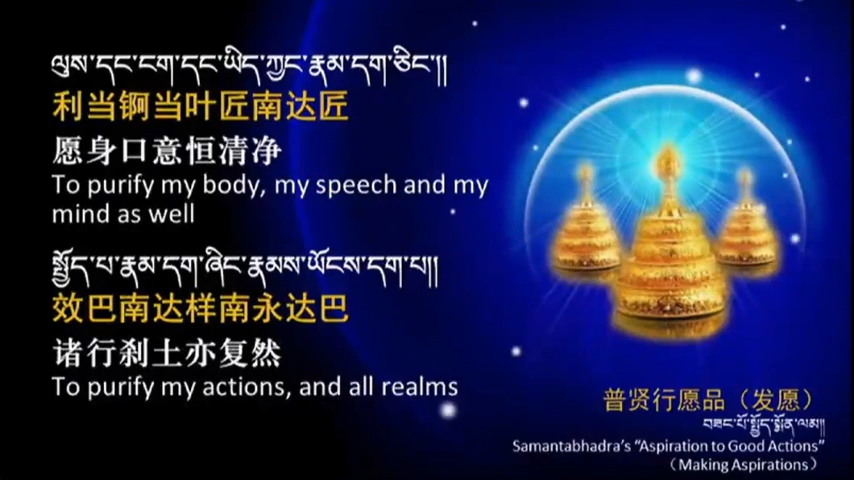 ལུས་དང་ངག་དང་ཡིད་ཀྱང་རྣམ་དག་ཅིང་།།
利当锕当叶匠南达匠
愿身口意恒清净
To purify my body, my speech and my
mind as well
སྤྱོད་པ་རྣམ་དག་ཞིང་རྣམས་ཡོངས་དག་པ།།
效巴南达样南永达巴
诸行刹土亦复然
To purify my actions, and all realms
普贤行愿品（发愿）
བཟང་པོ་སྤྱོད་སྨོན་ལམ།།
Samantabhadra’s “Aspiration to Good Actions”
（Making Aspirations）